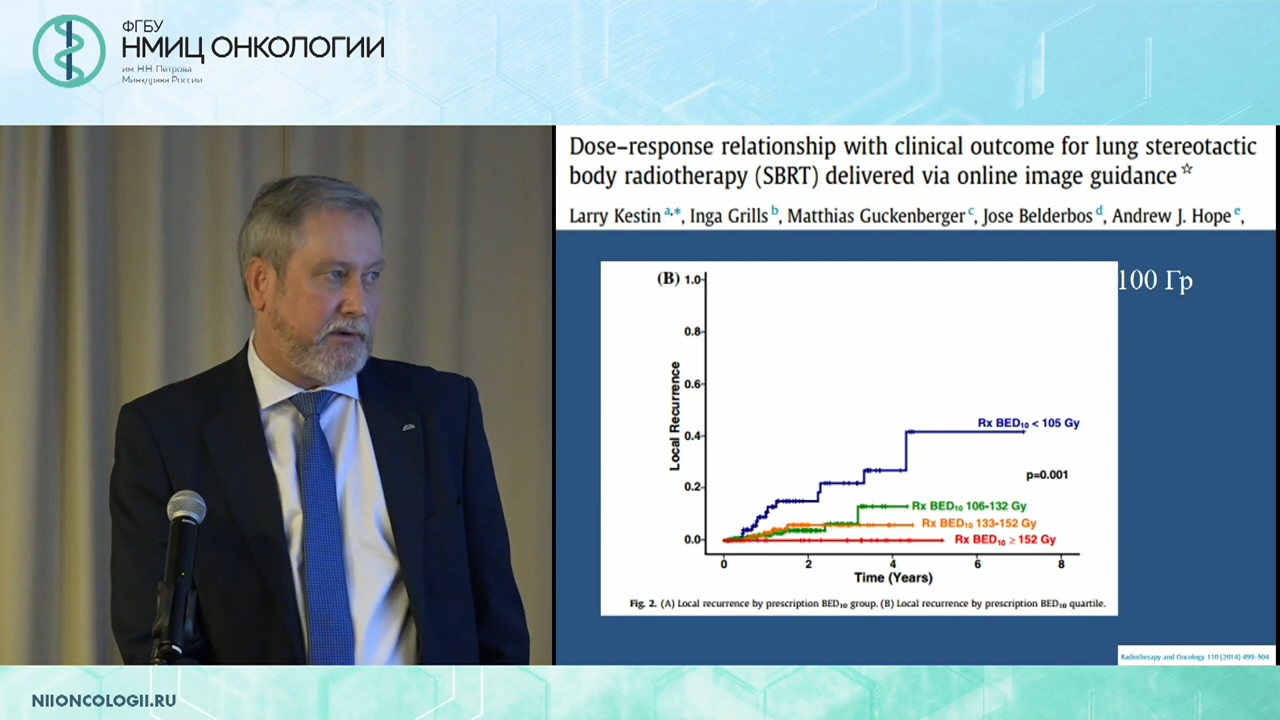 ФГБУ
НМИЦ ОНКОЛОГИИ
им. Н.Н. Петрова
Минздрава России
Dose–response relationship with clinical outcome for lung stereotactic
body radiotherapy (SBRT) delivered via online image guidance ☆
Larry Kestin a,*, Inga Grills b, Matthias Guckenberger c, Jose Belderbos d, Andrew J. Hope e,
100 Гр
(B)
1.0
0.8
0.6
0.4
0.2
0.0
Local Recurrence
Rx BED10 < 105 Gy
p=0.001
Rx BED10 106-132 Gy
Rx BED10 133-152 Gy
Rx BED10 ≥ 152 Gy
0 2 4 6 8
Time (Years)
Fig. 2. (A) Local recurrence by prescription BED10 group. (B) Local recurrence by prescription BED10 quartile.
Radiotherapy and Oncology 110 (2014) 499–504
NIIONCOLOGII.RU